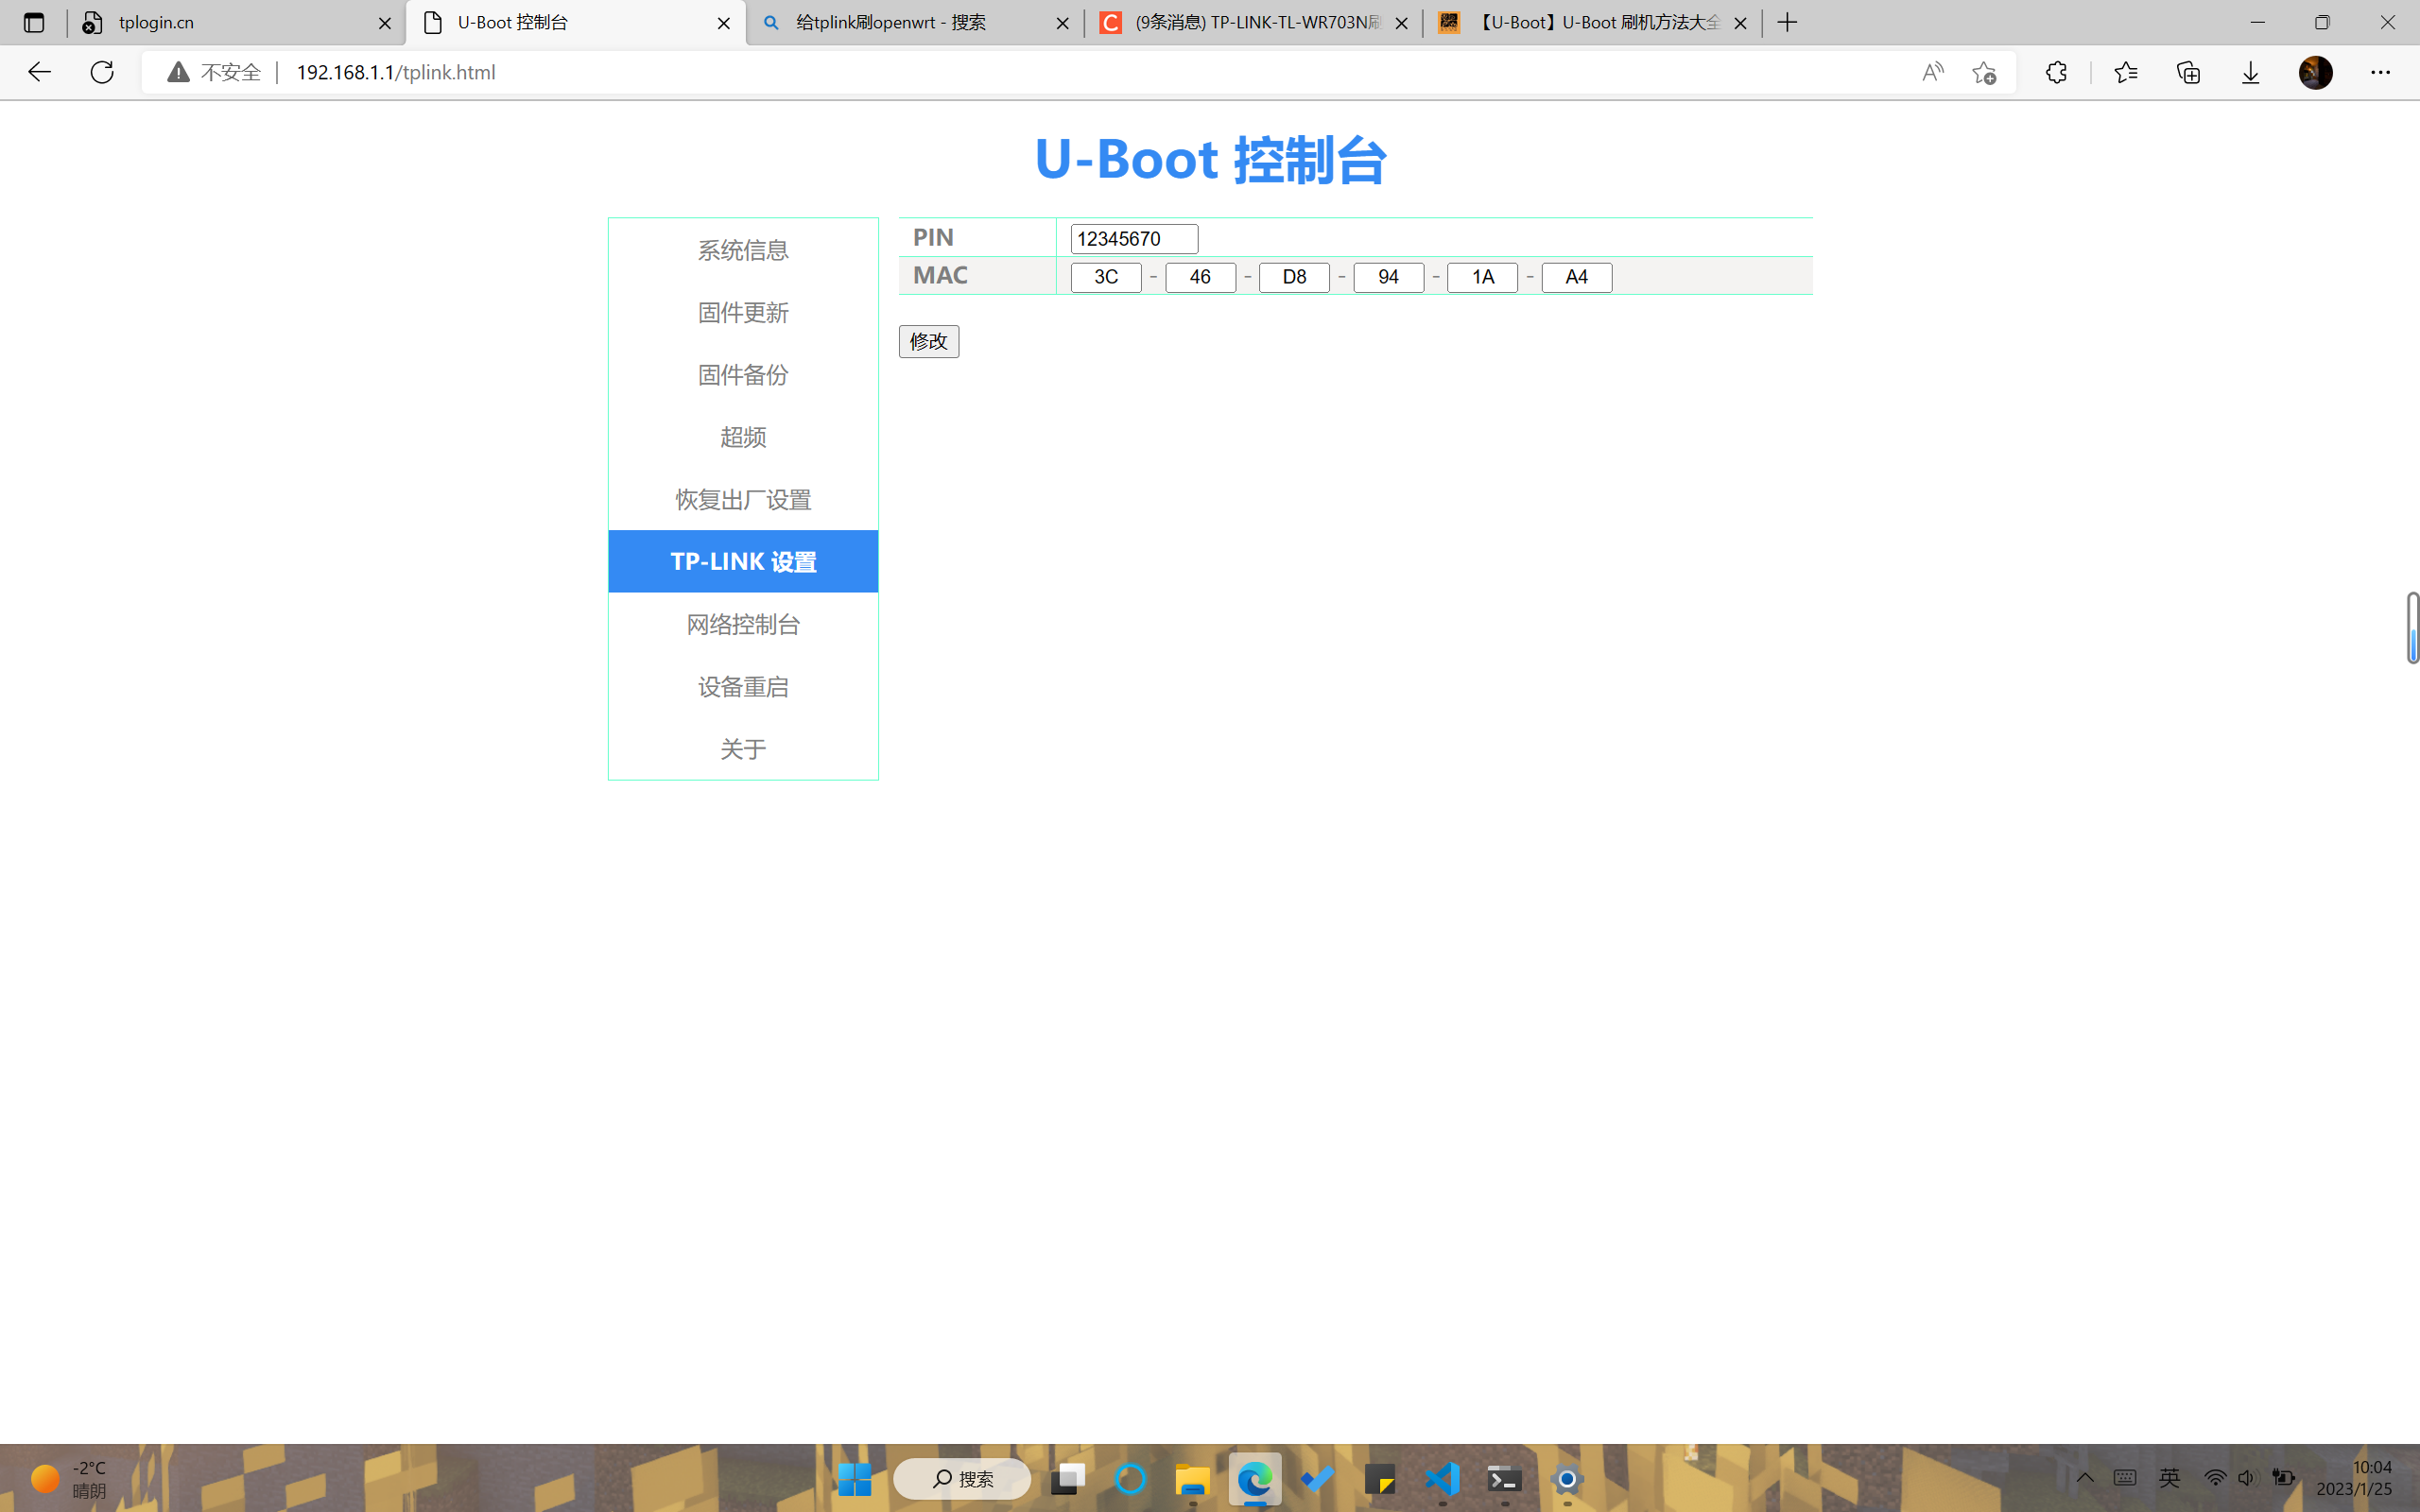 tplogin.cn
U-Boot 控制台
给tplink刷openwrt - 搜索
(9条消息) TP-LINK-TL-WR703N刷
【U-Boot】U-Boot 刷机方法大全
不安全 | 192.168.1.1/tplink.html
U-Boot 控制台
系统信息
固件更新
固件备份
超频
恢复出厂设置
TP-LINK 设置
网络控制台
设备重启
关于
PIN 12345670
MAC 3C - 46 - D8 - 94 - 1A - A4
修改
-2°C
晴朗
搜索
英
10:04
2023/1/25